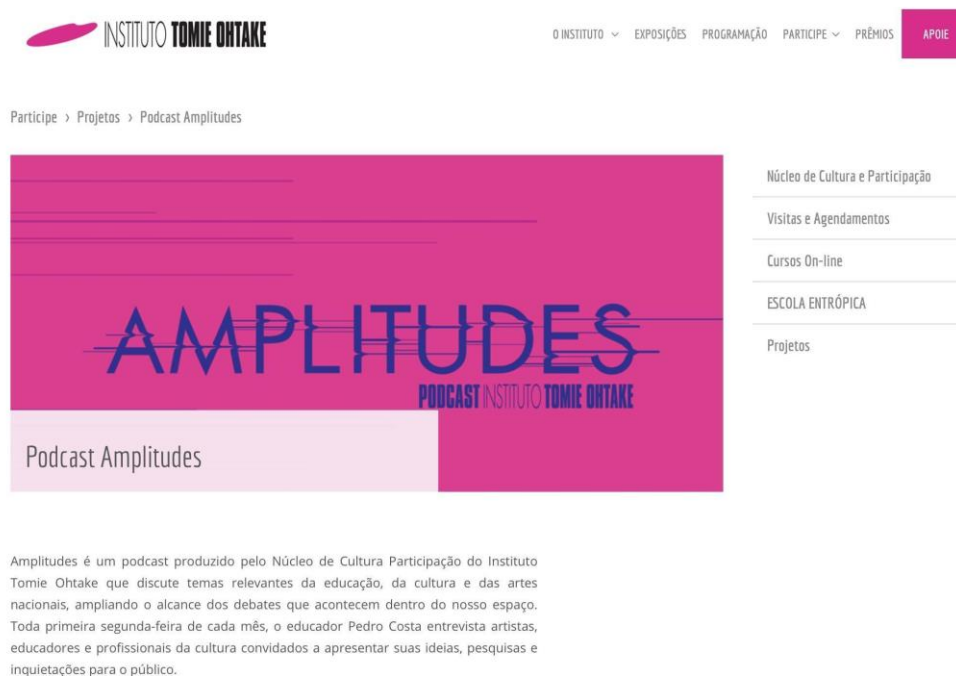 INSTITUTO TOMIE OHTAKE
O INSTITUTO EXPOSIÇÕES PROGRAMAÇÃO PARTICIPE PRÊMIOS APOIE
Participe › Projetos › Podcast Amplitudes
AMPLITUDES
PODCAST INSTITUTO TOMIE OHTAKE
Podcast Amplitudes
Núcleo de Cultura e Participação
Visitas e Agendamentos
Cursos On-line
ESCOLA ENTRÓPICA
Projetos
Amplitudes é um podcast produzido pelo Núcleo de Cultura Participação do Instituto
Tomie Ohtake que discute temas relevantes da educação, da cultura e das artes
nacionais, ampliando o alcance dos debates que acontecem dentro do nosso espaço.
Toda primeira segunda-feira de cada mês, o educador Pedro Costa entrevista artistas,
educadores e profissionais da cultura convidados a apresentar suas ideias, pesquisas e
inquietações para o público.